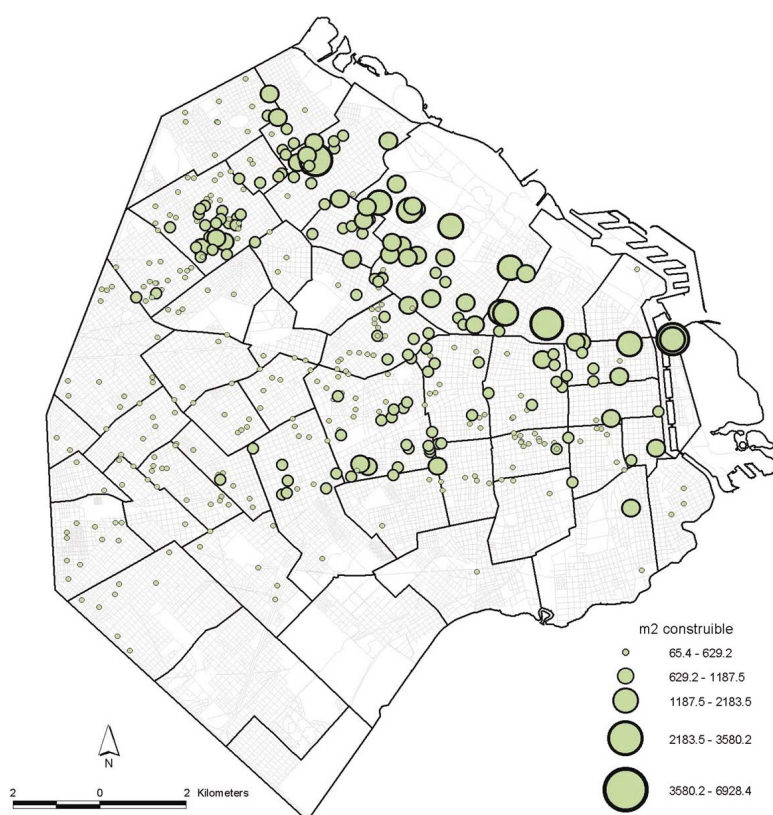 m2 construible
65.4 - 629.2
629.2 - 1187.5
1187.5 - 2183.5
2183.5 - 3580.2
3580.2 - 6928.4
N
2 0 2 Kilometers